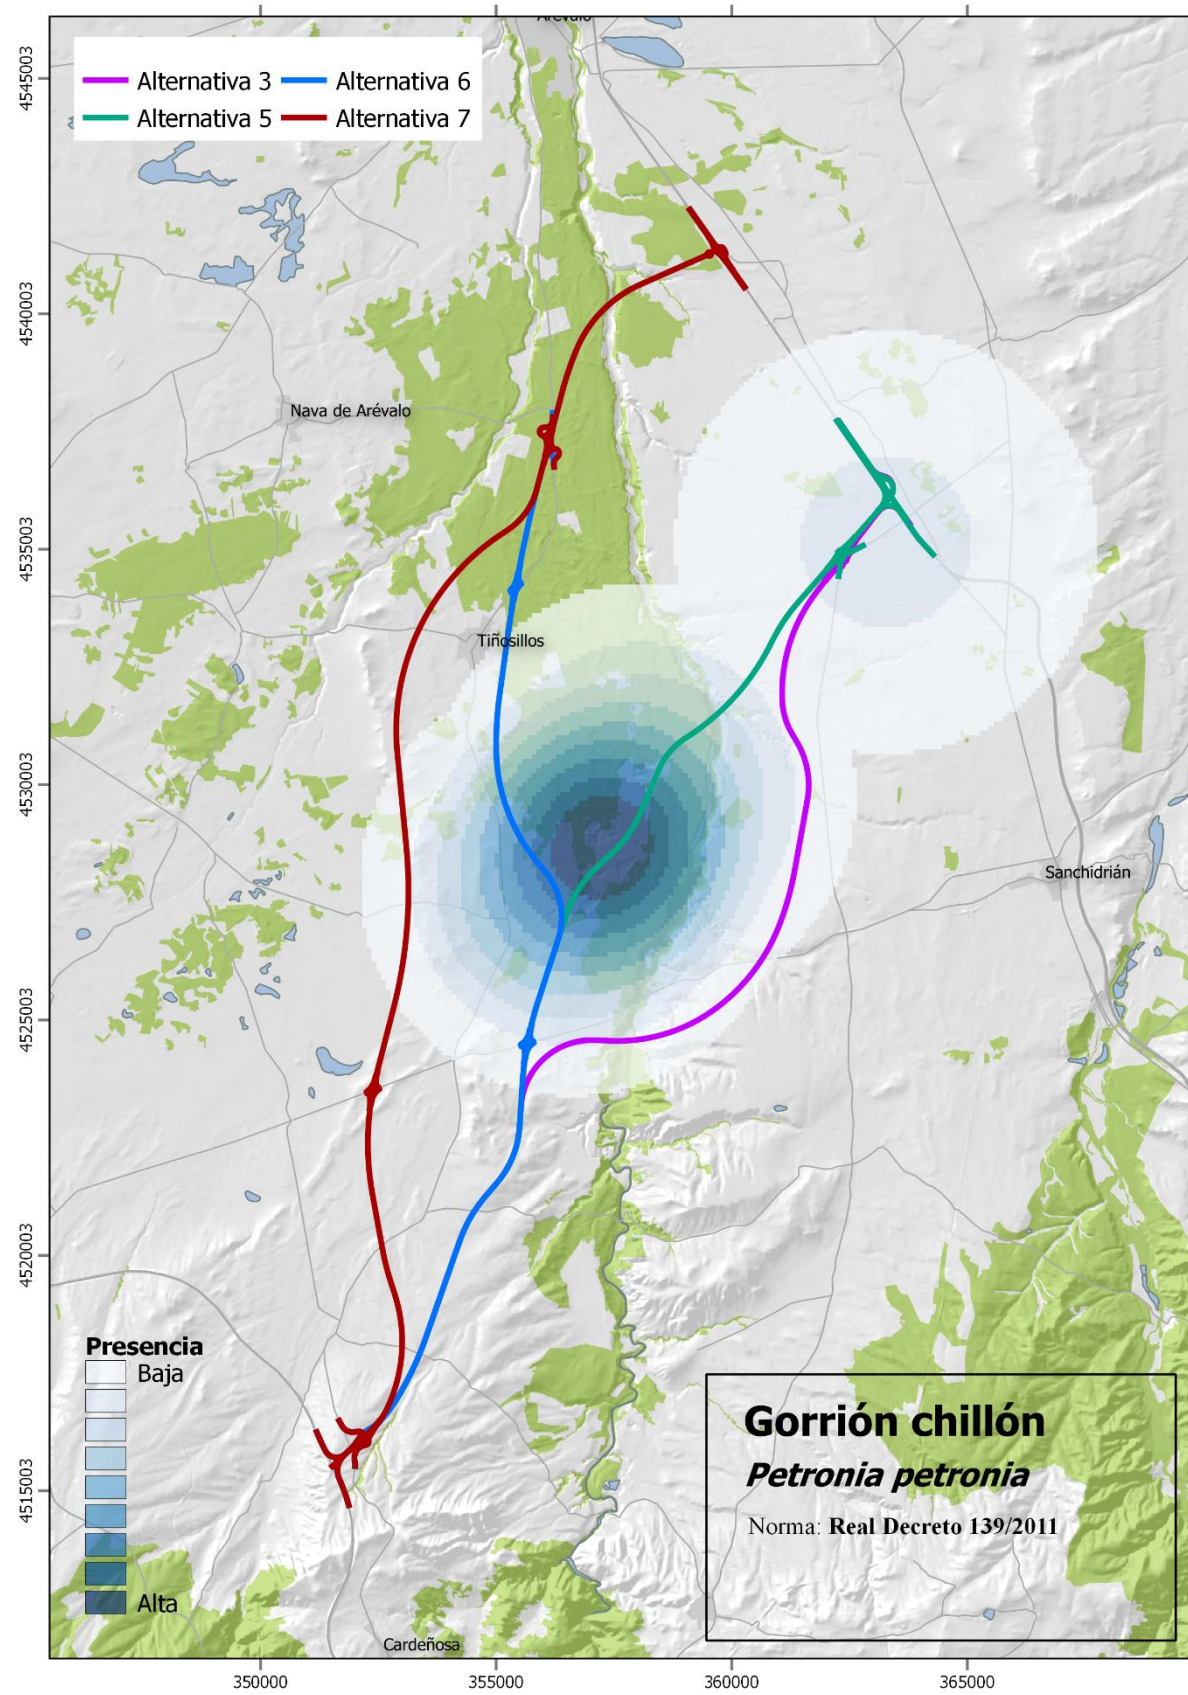 Arévalo
Alternativa 3
Alternativa 6
Alternativa 5
Alternativa 7
4545003
4540003
4535003
4530003
4525003
4520003
4515003
Nava de Arévalo
Tiñosillos
Sanchidrián
Presencia
Baja
Alta
Gorrión chillón
Petronia petronia
Norma: Real Decreto 139/2011
Cardeñosa
350000
355000
360000
365000